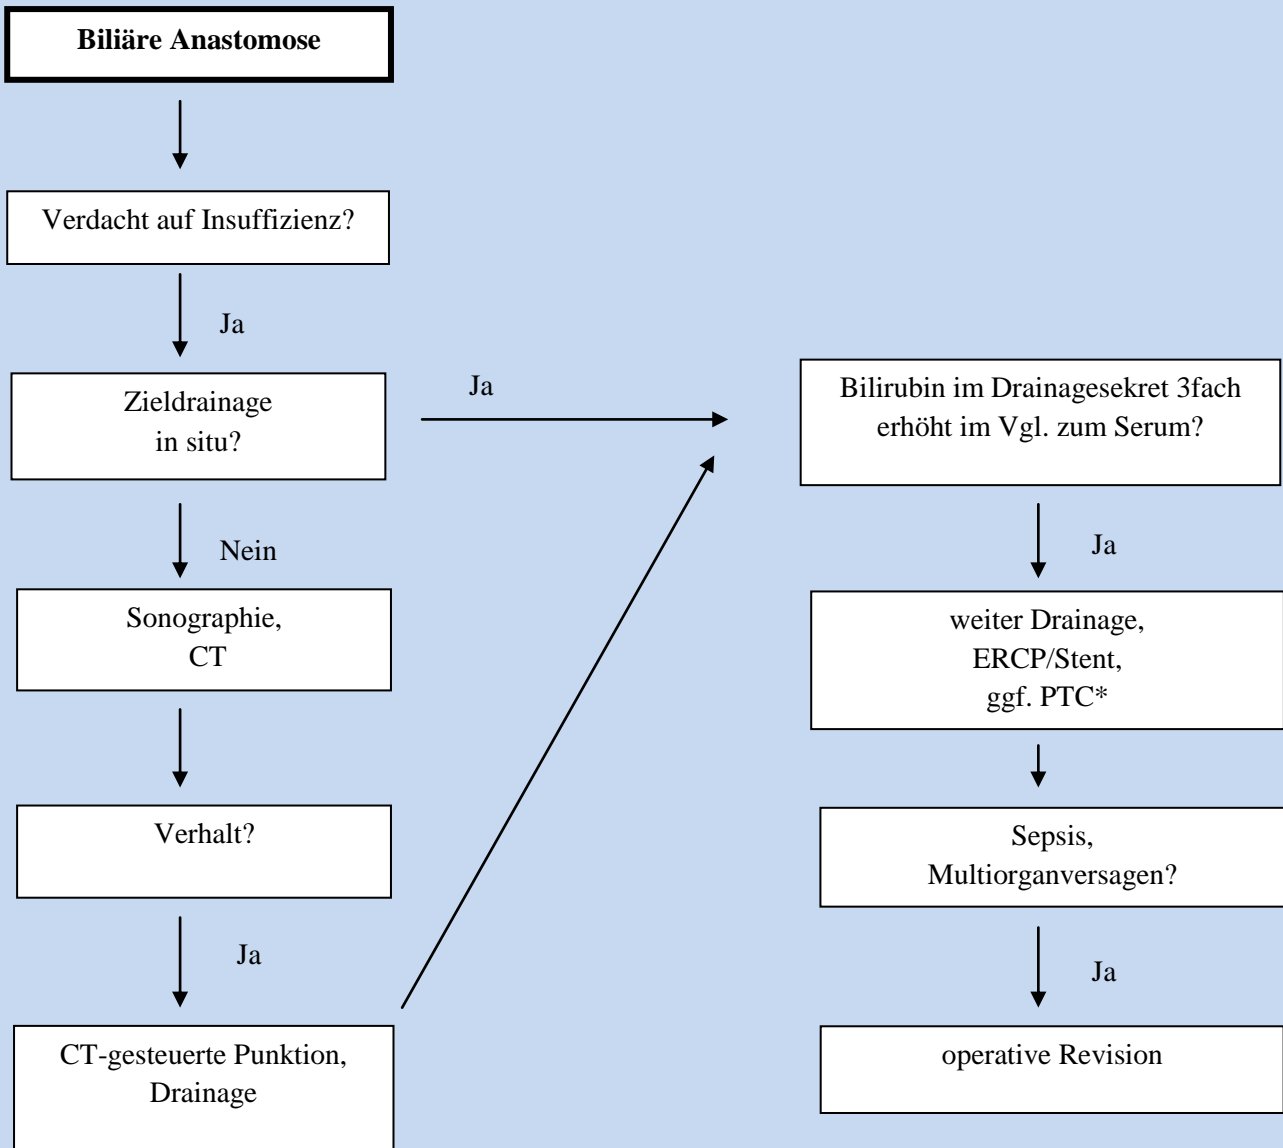 Biliäre Anastomose
Verdacht auf Insuffizienz?
Ja
Zieldrainage
in situ?
Ja
Nein
Sonographie,
CT
Verhalt?
Ja
CT-gesteuerte Punktion,
Drainage
Bilirubin im Drainagesekret 3fach
erhöht im Vgl. zum Serum?
Ja
weiter Drainage,
ERCP/Stent,
ggf. PTC*
Sepsis,
Multiorganversagen?
Ja
operative Revision